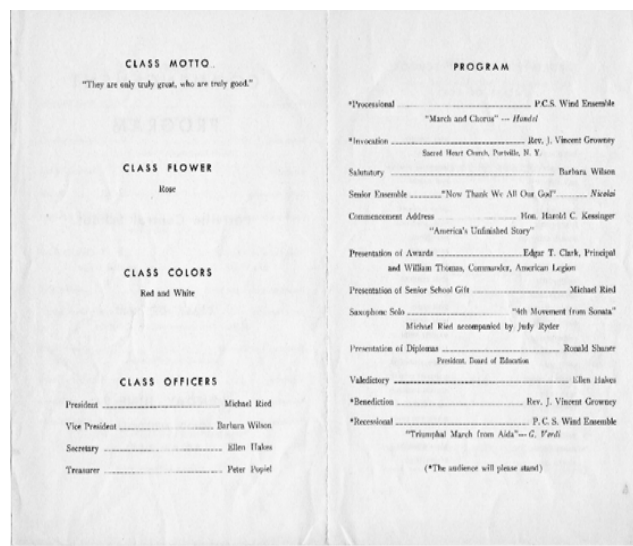 CLASS MOTTO
"They are only truly great, who are truly good."
CLASS FLOWER
Rose
CLASS COLORS
Red and White
CLASS OFFICERS
President Michael Ried
Vice President Barbara Wilson
Secretary Ellen Hakes
Treasurer Peter Pupiel
PROGRAM
*Processional P.C.S. Wind Ensemble
"March and Chorus" — Handel
*Invocation Rev. J. Vincent Growney
Sacred Heart Church, Portville, N. Y.
Salutatory Barbara Wilson
Senior Ensemble "Now Thank We All Our God" Nicolai
Commencement Address Hon. Harold C. Kessinger
"America's Unfinished Story"
Presentation of Awards Edgar T. Clark, Principal
and William Thomas, Commander, American Legion
Presentation of Senior School Gift Michael Ried
Saxophone Solo "4th Movement from Sonata"
Michael Ried accompanied by Judy Ryder
Presentation of Diplomas Ronald Shaner
President, Board of Education
Valedictory Ellen Hakes
*Benediction Rev. J. Vincent Growney
*Recessional P. C. S. Wind Ensemble
"Triumphal March from Aida"— G. Verdi
(*The audience will please stand)